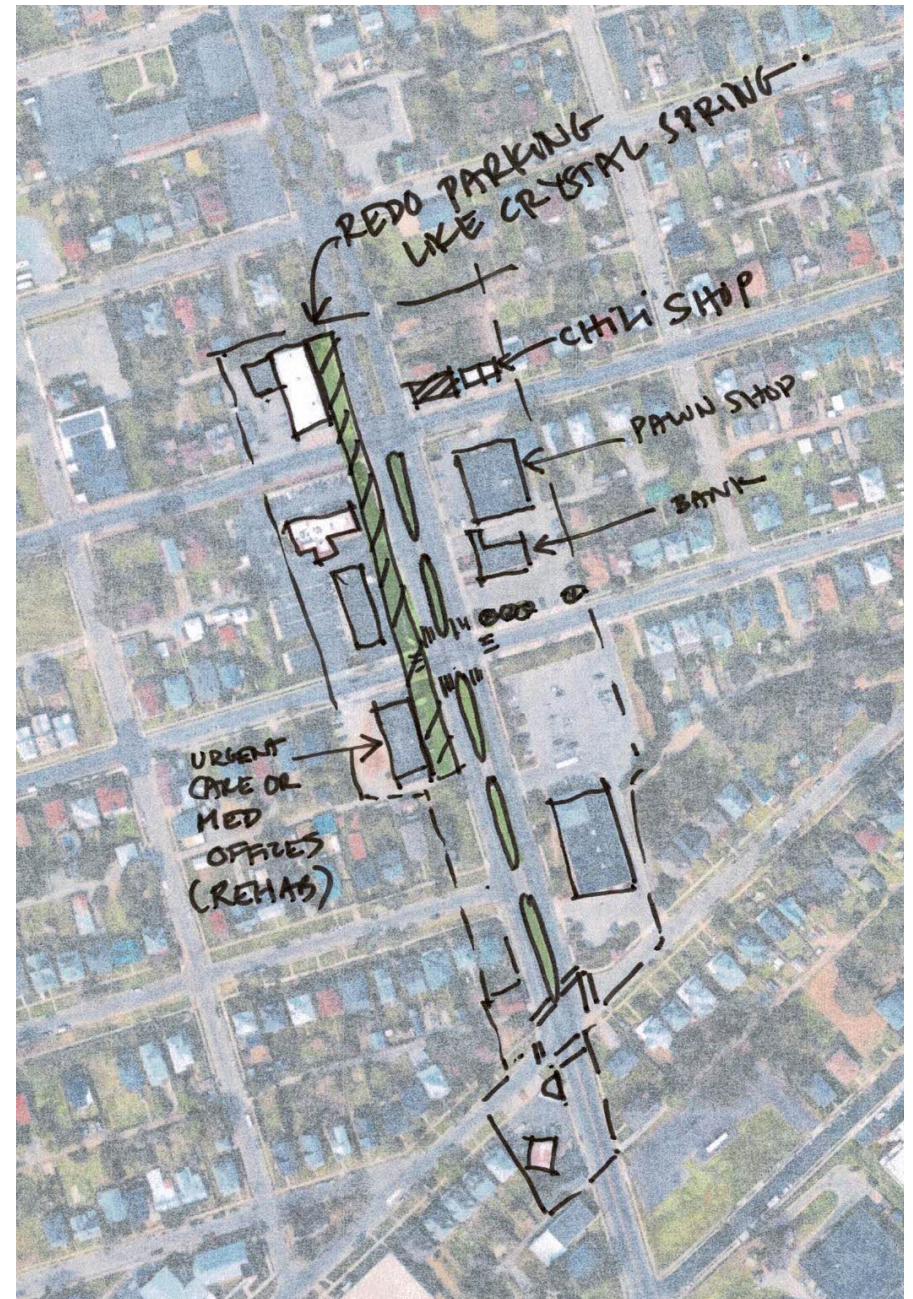 REDO PARKING
LIKE CRYSTAL SPRING.
CHILI SHOP
PAWN SHOP
BANK
URGENT
CARE OR
MED
OFFICES
(REHAB)